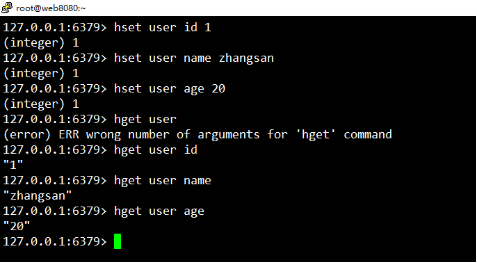 root@web8080:~
127.0.0.1:6379> hset user id 1
(integer) 1
127.0.0.1:6379> hset user name zhangsan
(integer) 1
127.0.0.1:6379> hset user age 20
(integer) 1
127.0.0.1:6379> hget user
(error) ERR wrong number of arguments for 'hget' command
127.0.0.1:6379> hget user id
"1"
127.0.0.1:6379> hget user name
"zhangsan"
127.0.0.1:6379> hget user age
"20"
127.0.0.1:6379>